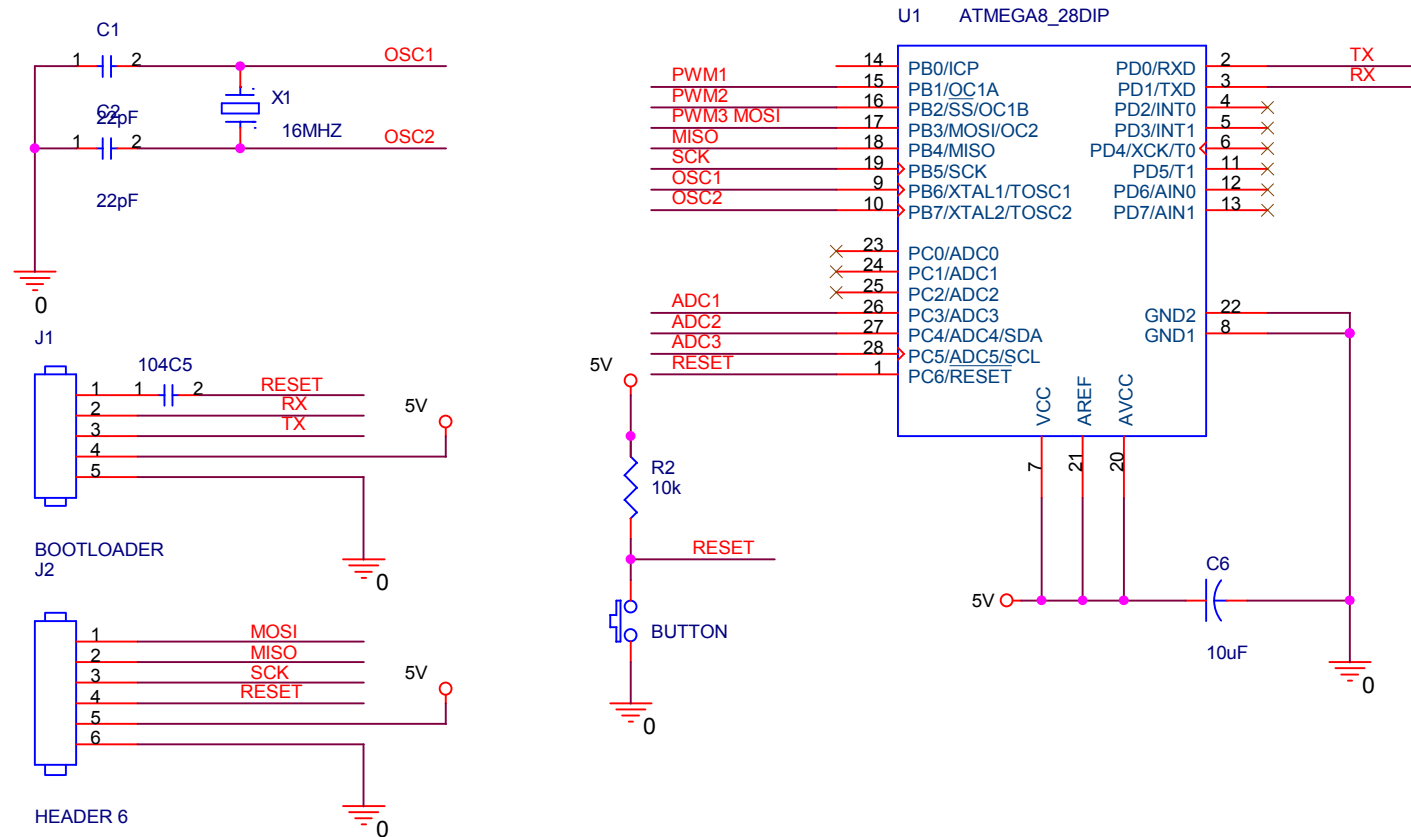 C1
1 2 OSC1
C2
22pF
X1
16MHZ
1 2 OSC2
22pF
0
J1
104C5
1 1 2 RESET
2 RX
3 TX
4 5V
5
BOOTLOADER
0
J2
1 MOSI
2 MISO
3 SCK
4 RESET
5 5V
6
HEADER 6
0
5V
R2
10k
RESET
BUTTON
0
U1 ATMEGA8_28DIP
14 PB0/ICP
PWM1 15 PB1/OC1A
PWM2 16 PB2/SS/OC1B
PWM3 MOSI 17 PB3/MOSI/OC2
MISO 18 PB4/MISO
SCK 19 PB5/SCK
OSC1 9 PB6/XTAL1/TOSC1
OSC2 10 PB7/XTAL2/TOSC2
23 PC0/ADC0
24 PC1/ADC1
25 PC2/ADC2
ADC1 26 PC3/ADC3
ADC2 27 PC4/ADC4/SDA
ADC3 28 PC5/ADC5/SCL
RESET 1 PC6/RESET
PD0/RXD 2 TX
PD1/TXD 3 RX
PD2/INT0 4
PD3/INT1 5
PD4/XCK/T0 6
PD5/T1 11
PD6/AIN0 12
PD7/AIN1 13
GND2 22
GND1 8
VCC AREF AVCC
7 21 20
5V
C6
10uF
0